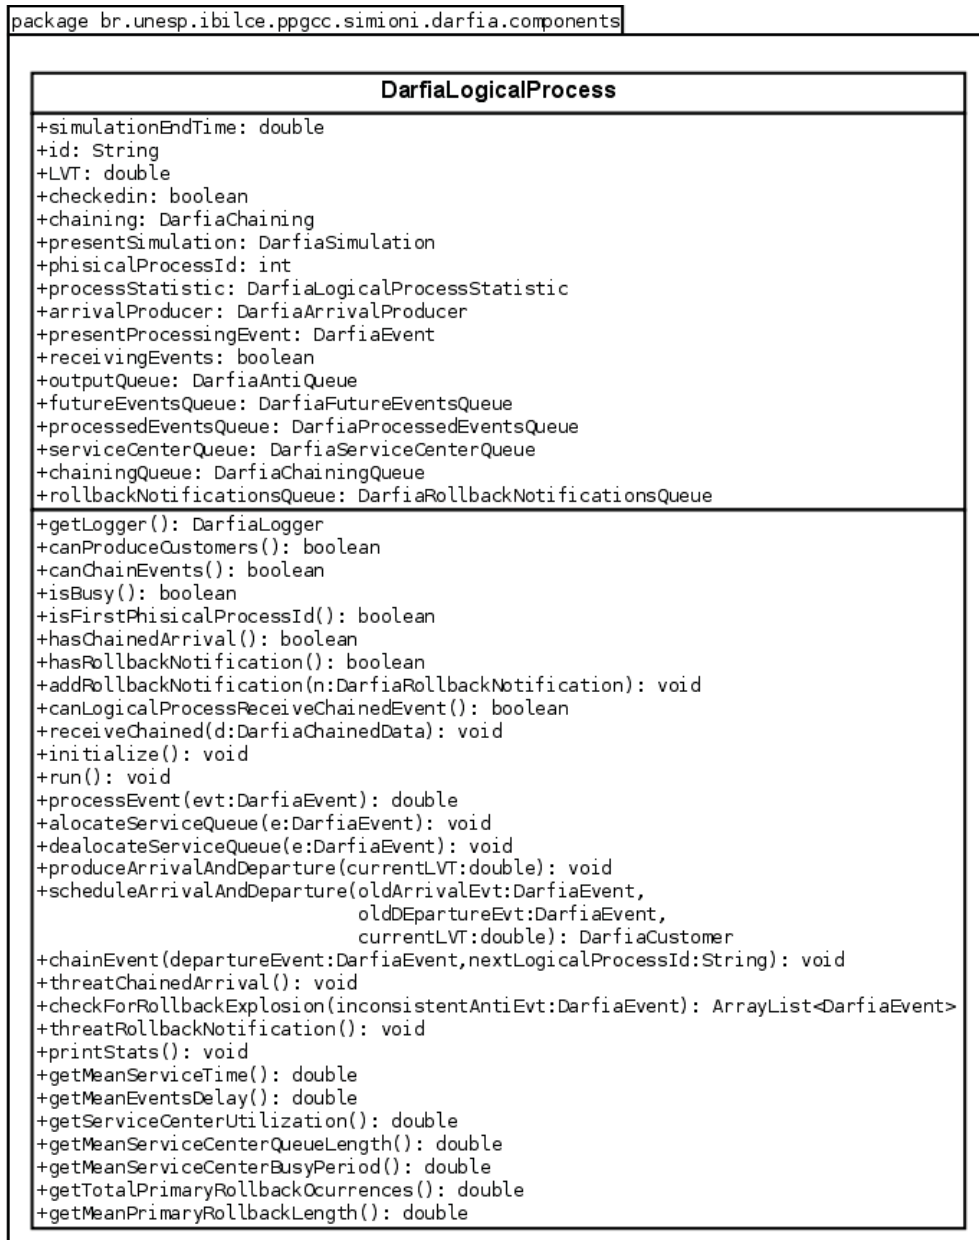 package br.unesp.ibilce.ppgcc.simioni.darfia.components
DarfiaLogicalProcess
+simulationEndTime: double
+id: String
+LVT: double
+checkedin: boolean
+chaining: DarfiaChaining
+presentSimulation: DarfiaSimulation
+phisicalProcessId: int
+processStatistic: DarfiaLogicalProcessStatistic
+arrivalProducer: DarfiaArrivalProducer
+presentProcessingEvent: DarfiaEvent
+receivingEvents: boolean
+outputQueue: DarfiaAntiQueue
+futureEventsQueue: DarfiaFutureEventsQueue
+processedEventsQueue: DarfiaProcessedEventsQueue
+serviceCenterQueue: DarfiaServiceCenterQueue
+chainingQueue: DarfiaChainingQueue
+rollbackNotificationsQueue: DarfiaRollbackNotificationsQueue
+getLogger(): DarfiaLogger
+canProduceCustomers(): boolean
+canChainEvents(): boolean
+isBusy(): boolean
+isFirstPhisicalProcessId(): boolean
+hasChainedArrival(): boolean
+hasRollbackNotification(): boolean
+addRollbackNotification(n:DarfiaRollbackNotification): void
+canLogicalProcessReceiveChainedEvent(): boolean
+receiveChained(d:DarfiaChainedData): void
+initialize(): void
+run(): void
+processEvent(evt:DarfiaEvent): double
+alocateServiceQueue(e:DarfiaEvent): void
+dealocateServiceQueue(e:DarfiaEvent): void
+produceArrivalAndDeparture(currentLVT:double): void
+scheduleArrivalAndDeparture(oldArrivalEvt:DarfiaEvent,
oldDEpartureEvt:DarfiaEvent,
currentLVT:double): DarfiaCustomer
+chainEvent(departureEvent:DarfiaEvent,nextLogicalProcessId:String): void
+threatChainedArrival(): void
+checkForRollbackExplosion(inconsistentAntiEvt:DarfiaEvent): ArrayList<DarfiaEvent>
+threatRollbackNotification(): void
+printStats(): void
+getMeanServiceTime(): double
+getMeanEventsDelay(): double
+getServiceCenterUtilization(): double
+getMeanServiceCenterQueueLength(): double
+getMeanServiceCenterBusyPeriod(): double
+getTotalPrimaryRollbackOcurrences(): double
+getMeanPrimaryRollbackLength(): double